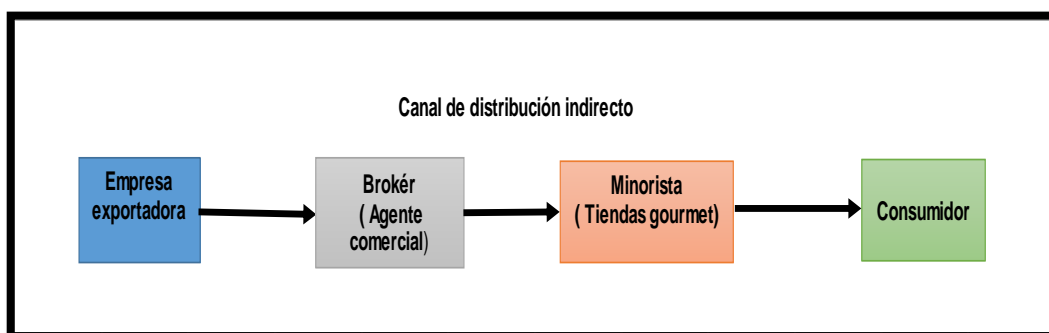 Canal de distribución indirecto
Empresa
exportadora
Brokér
( Agente
comercial)
Minorista
( Tiendas gourmet)
Consumidor